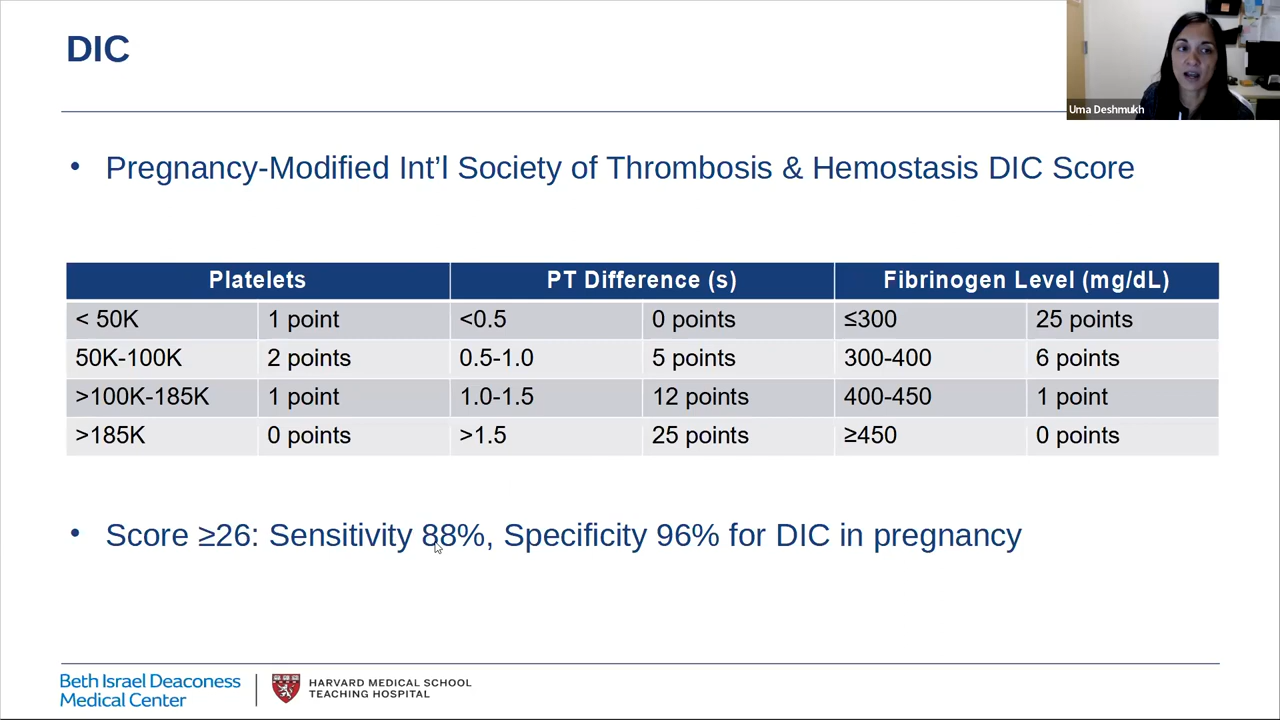 DIC
Uma Deshmukh
• Pregnancy-Modified Int’l Society of Thrombosis & Hemostasis DIC Score
Platelets PT Difference (s) Fibrinogen Level (mg/dL)
< 50K 1 point <0.5 0 points ≤300 25 points
50K-100K 2 points 0.5-1.0 5 points 300-400 6 points
>100K-185K 1 point 1.0-1.5 12 points 400-450 1 point
>185K 0 points >1.5 25 points ≥450 0 points
• Score ≥26: Sensitivity 88%, Specificity 96% for DIC in pregnancy
Beth Israel Deaconess
Medical Center
HARVARD MEDICAL SCHOOL
TEACHING HOSPITAL